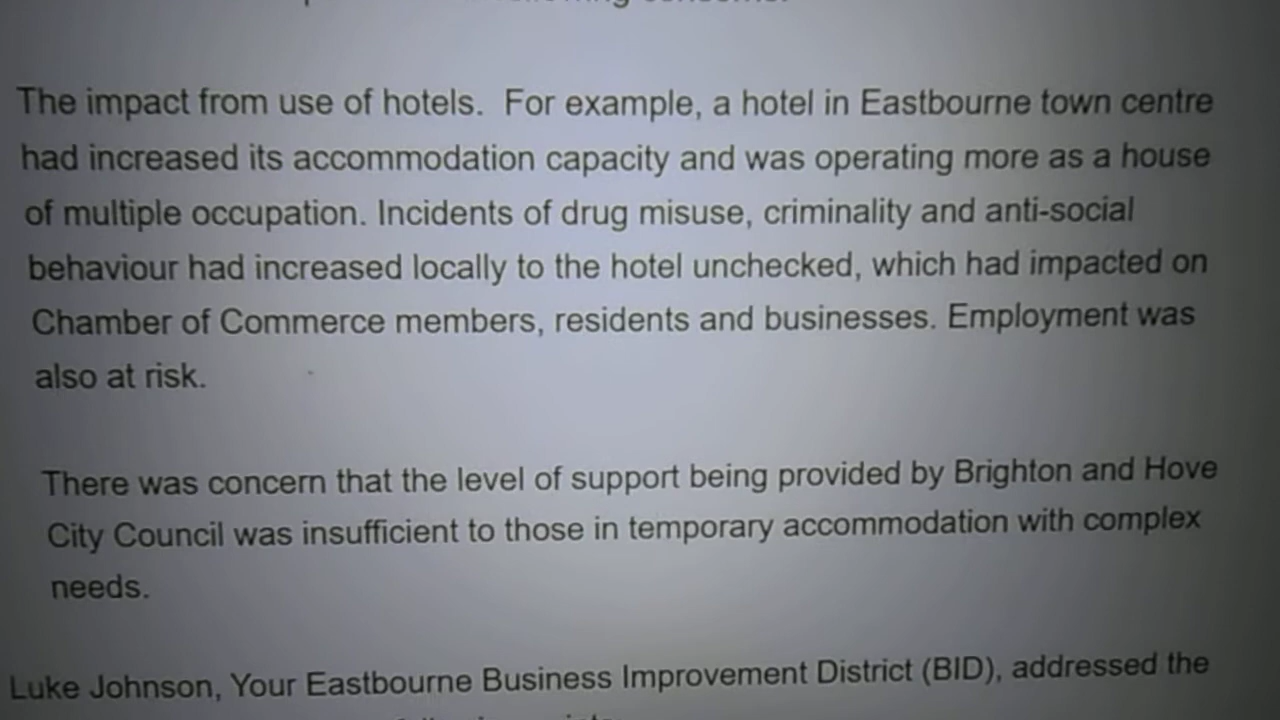 The impact from use of hotels. For example, a hotel in Eastbourne town centre
had increased its accommodation capacity and was operating more as a house
of multiple occupation. Incidents of drug misuse, criminality and anti-social
behaviour had increased locally to the hotel unchecked, which had impacted on
Chamber of Commerce members, residents and businesses. Employment was
also at risk.
There was concern that the level of support being provided by Brighton and Hove
City Council was insufficient to those in temporary accommodation with complex
needs.
Luke Johnson, Your Eastbourne Business Improvement District (BID), addressed the